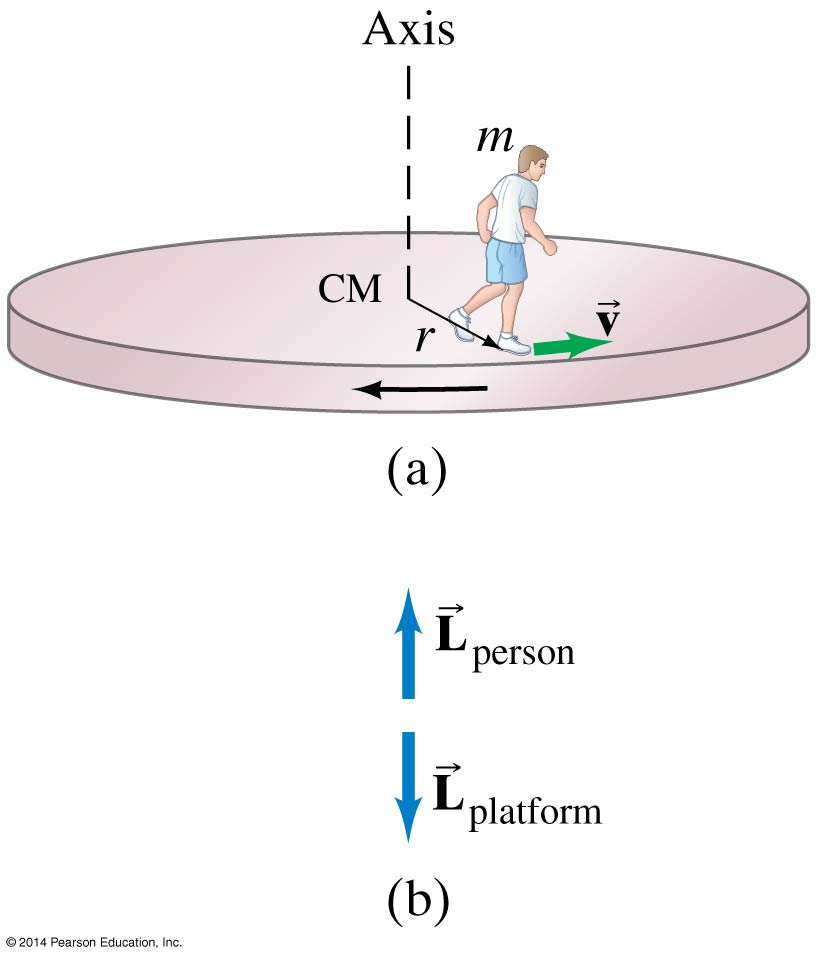 Axis
m
CM
r
v⃗
(a)
L⃗person
L⃗platform
(b)
© 2014 Pearson Education, Inc.